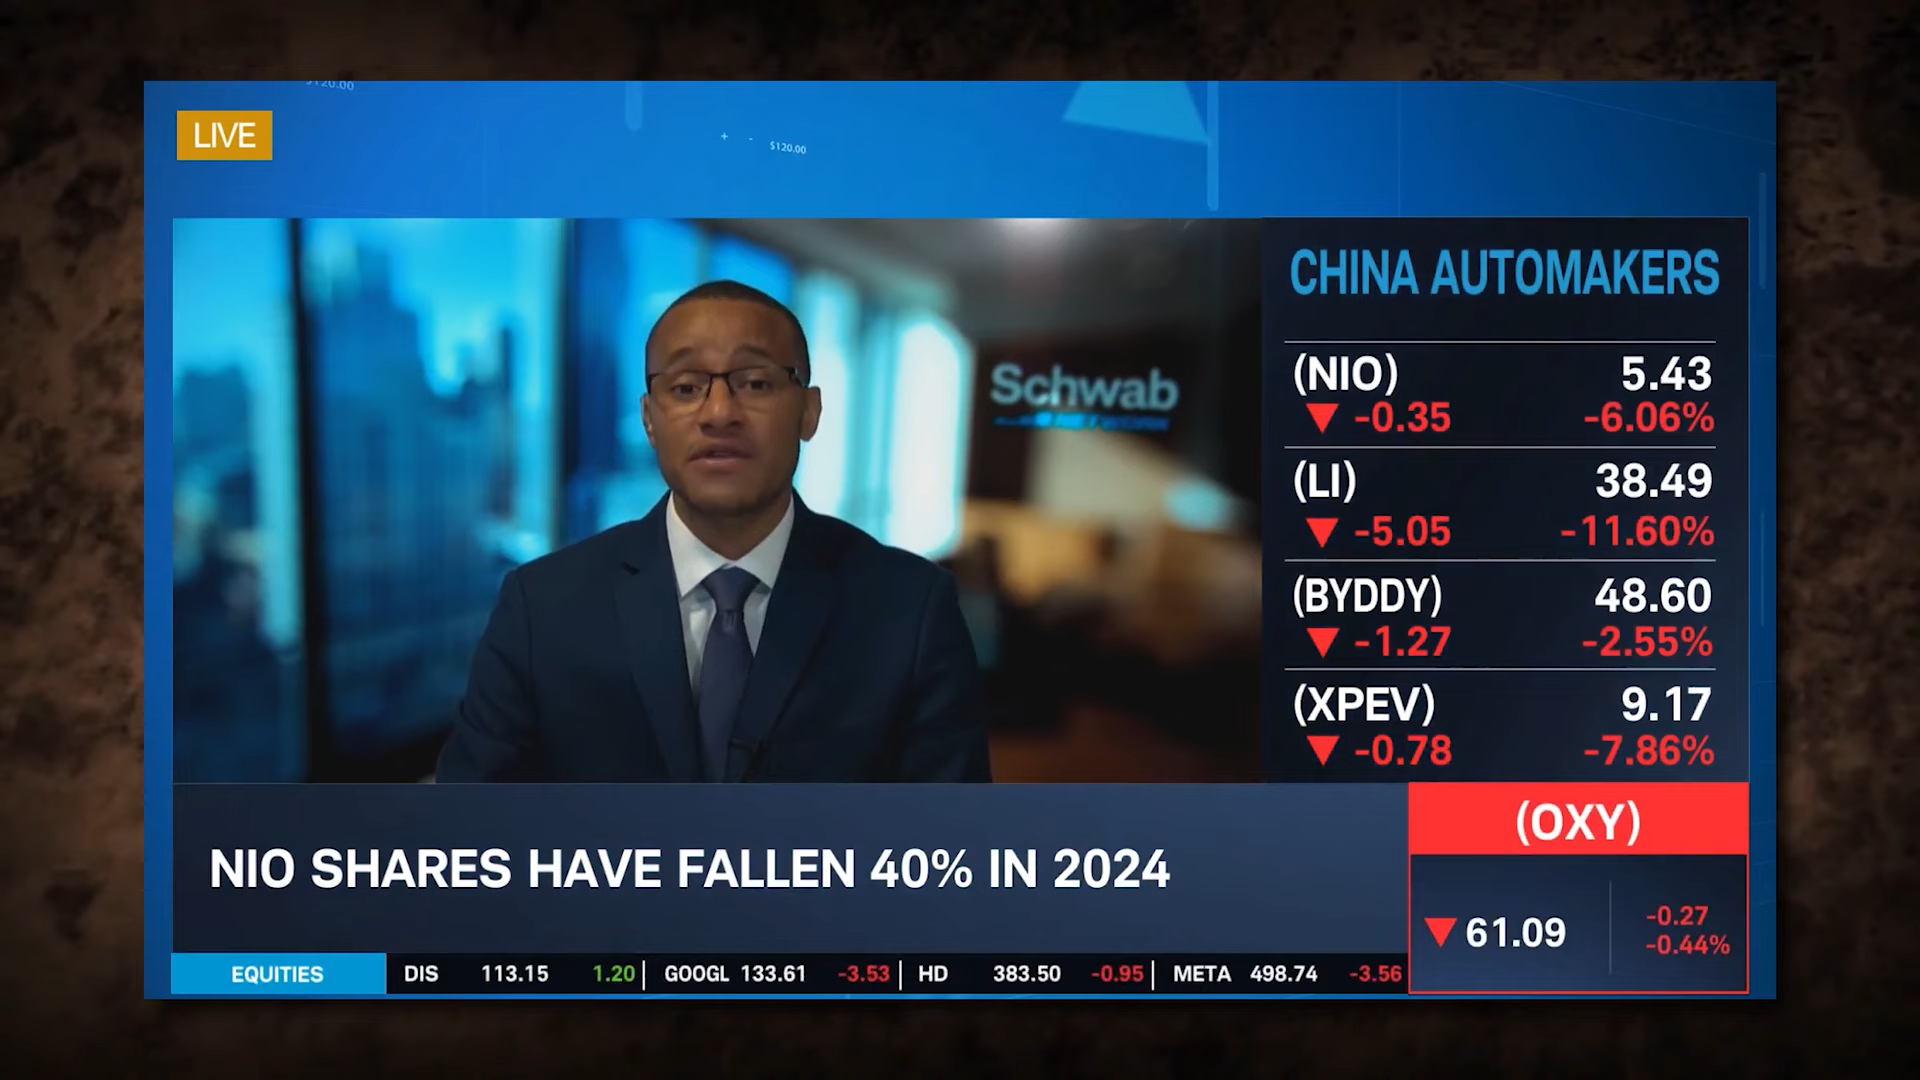 $120.00
LIVE
+ - $120.00
Schwab
NETWORK
CHINA AUTOMAKERS
(NIO) 5.43
▼ -0.35 -6.06%
(LI) 38.49
▼ -5.05 -11.60%
(BYDDY) 48.60
▼ -1.27 -2.55%
(XPEV) 9.17
▼ -0.78 -7.86%
NIO SHARES HAVE FALLEN 40% IN 2024
(OXY)
▼ 61.09
-0.27
-0.44%
EQUITIES DIS 113.15 1.20 | GOOGL 133.61 -3.53 | HD 383.50 -0.95 | META 498.74 -3.56